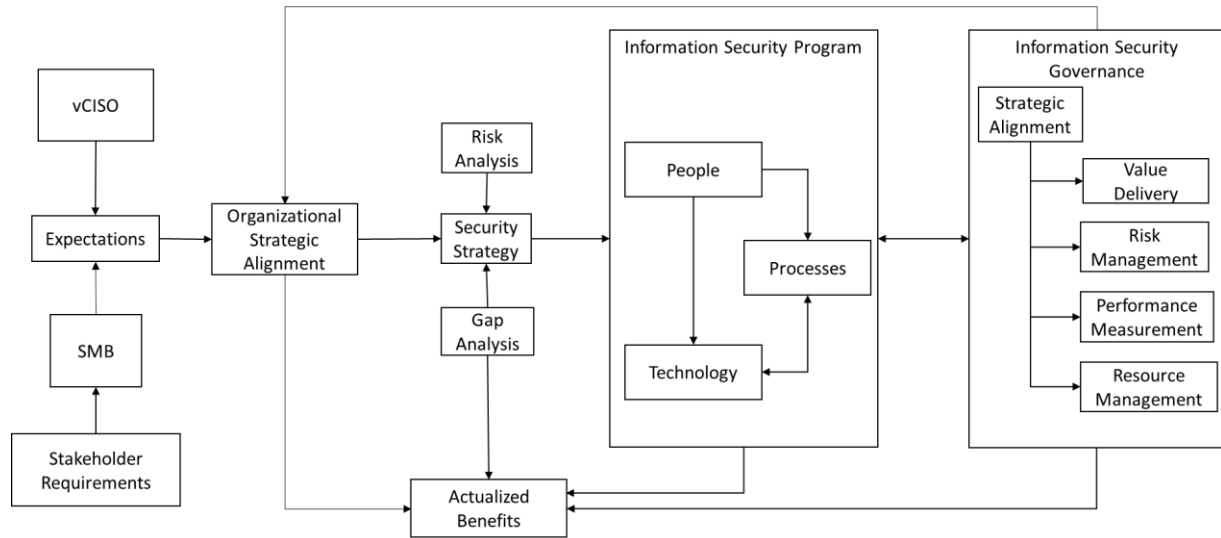 vCISO
Expectations
SMB
Stakeholder
Requirements
Organizational
Strategic
Alignment
Risk
Analysis
Security
Strategy
Gap
Analysis
Actualized
Benefits
Information Security Program
People
Processes
Technology
Information Security
Governance
Strategic
Alignment
Value
Delivery
Risk
Management
Performance
Measurement
Resource
Management